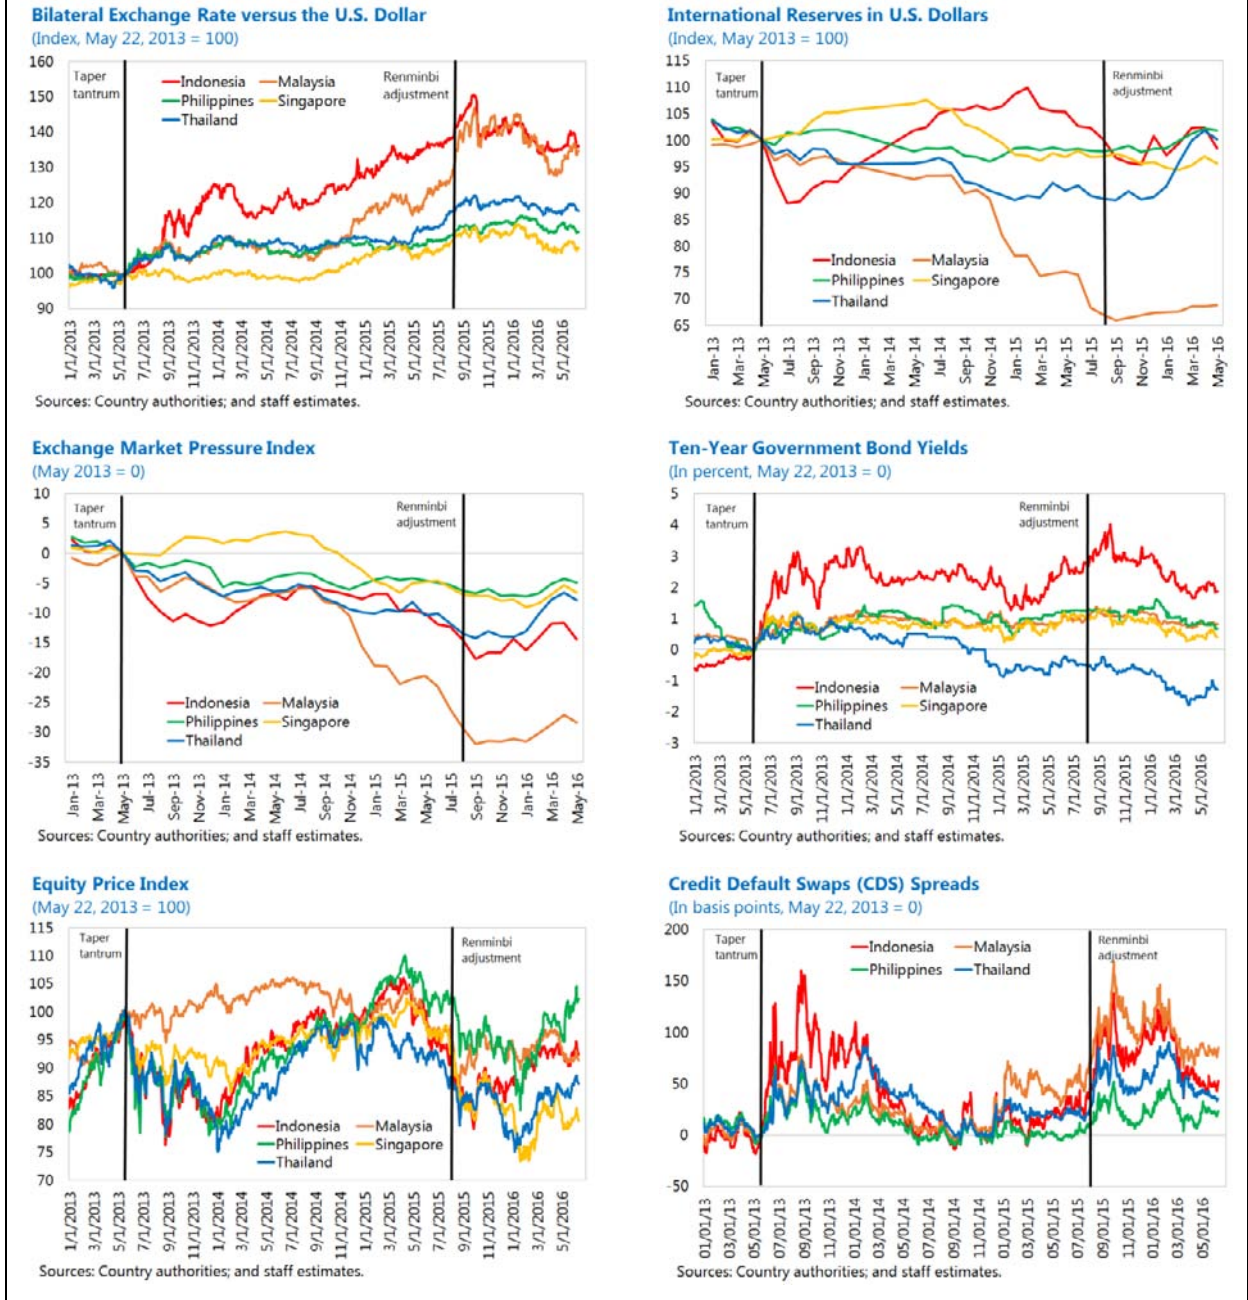 Bilateral Exchange Rate versus the U.S. Dollar
(Index, May 22, 2013 = 100)
160
150
140
130
120
110
100
90
Taper
tantrum
Indonesia Malaysia
Philippines Singapore
Thailand
Renminbi
adjustment
1/1/2013
3/1/2013
5/1/2013
7/1/2013
9/1/2013
11/1/2013
1/1/2014
3/1/2014
5/1/2014
7/1/2014
9/1/2014
11/1/2014
1/1/2015
3/1/2015
5/1/2015
7/1/2015
9/1/2015
11/1/2015
1/1/2016
3/1/2016
5/1/2016
Sources: Country authorities; and staff estimates.
International Reserves in U.S. Dollars
(Index, May 2013 = 100)
115
110
105
100
95
90
85
80
75
70
65
Taper
tantrum
Renminbi
adjustment
Indonesia Malaysia
Philippines Singapore
Thailand
Jan-13
Mar-13
May-13
Jul-13
Sep-13
Nov-13
Jan-14
Mar-14
May-14
Jul-14
Sep-14
Nov-14
Jan-15
Mar-15
May-15
Jul-15
Sep-15
Nov-15
Jan-16
Mar-16
May-16
Sources: Country authorities; and staff estimates.
Exchange Market Pressure Index
(May 2013 = 0)
10
5
0
-5
-10
-15
-20
-25
-30
-35
Taper
tantrum
Renminbi
adjustment
Indonesia Malaysia
Philippines Singapore
Thailand
Jan-13
Mar-13
May-13
Jul-13
Sep-13
Nov-13
Jan-14
Mar-14
May-14
Jul-14
Sep-14
Nov-14
Jan-15
Mar-15
May-15
Jul-15
Sep-15
Nov-15
Jan-16
Mar-16
May-16
Sources: Country authorities; and staff estimates.
Ten-Year Government Bond Yields
(In percent, May 22, 2013 = 0)
5
4
3
2
1
0
-1
-2
-3
Taper
tantrum
Renminbi
adjustment
Indonesia Malaysia
Philippines Singapore
Thailand
1/1/2013
3/1/2013
5/1/2013
7/1/2013
9/1/2013
11/1/2013
1/1/2014
3/1/2014
5/1/2014
7/1/2014
9/1/2014
11/1/2014
1/1/2015
3/1/2015
5/1/2015
7/1/2015
9/1/2015
11/1/2015
1/1/2016
3/1/2016
5/1/2016
Sources: Country authorities; and staff estimates.
Equity Price Index
(May 22, 2013 = 100)
115
110
105
100
95
90
85
80
75
70
Taper
tantrum
Renminbi
adjustment
Indonesia Malaysia
Philippines Singapore
Thailand
1/1/2013
3/1/2013
5/1/2013
7/1/2013
9/1/2013
11/1/2013
1/1/2014
3/1/2014
5/1/2014
7/1/2014
9/1/2014
11/1/2014
1/1/2015
3/1/2015
5/1/2015
7/1/2015
9/1/2015
11/1/2015
1/1/2016
3/1/2016
5/1/2016
Sources: Country authorities; and staff estimates.
Credit Default Swaps (CDS) Spreads
(In basis points, May 22, 2013 = 0)
200
150
100
50
0
-50
Taper
tantrum
Indonesia Malaysia
Philippines Thailand
Renminbi
adjustment
01/01/13
03/01/13
05/01/13
07/01/13
09/01/13
11/01/13
01/01/14
03/01/14
05/01/14
07/01/14
09/01/14
11/01/14
01/01/15
03/01/15
05/01/15
07/01/15
09/01/15
11/01/15
01/01/16
03/01/16
05/01/16
Sources: Country authorities; and staff estimates.